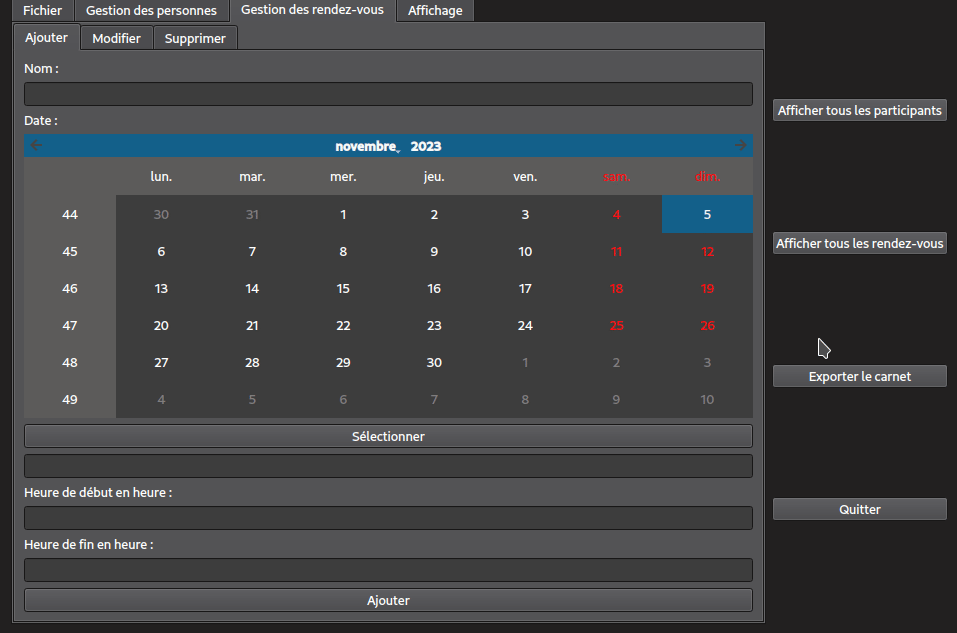 Fichier Gestion des personnes Gestion des rendez-vous Affichage
Ajouter Modifier Supprimer
Nom :
Date :
novembre 2023
lun. mar. mer. jeu. ven. sam. dim.
44 30 31 1 2 3 4 5
45 6 7 8 9 10 11 12
46 13 14 15 16 17 18 19
47 20 21 22 23 24 25 26
48 27 28 29 30 1 2 3
49 4 5 6 7 8 9 10
Sélectionner
Heure de début en heure :
Heure de fin en heure :
Ajouter
Afficher tous les participants
Afficher tous les rendez-vous
Exporter le carnet
Quitter